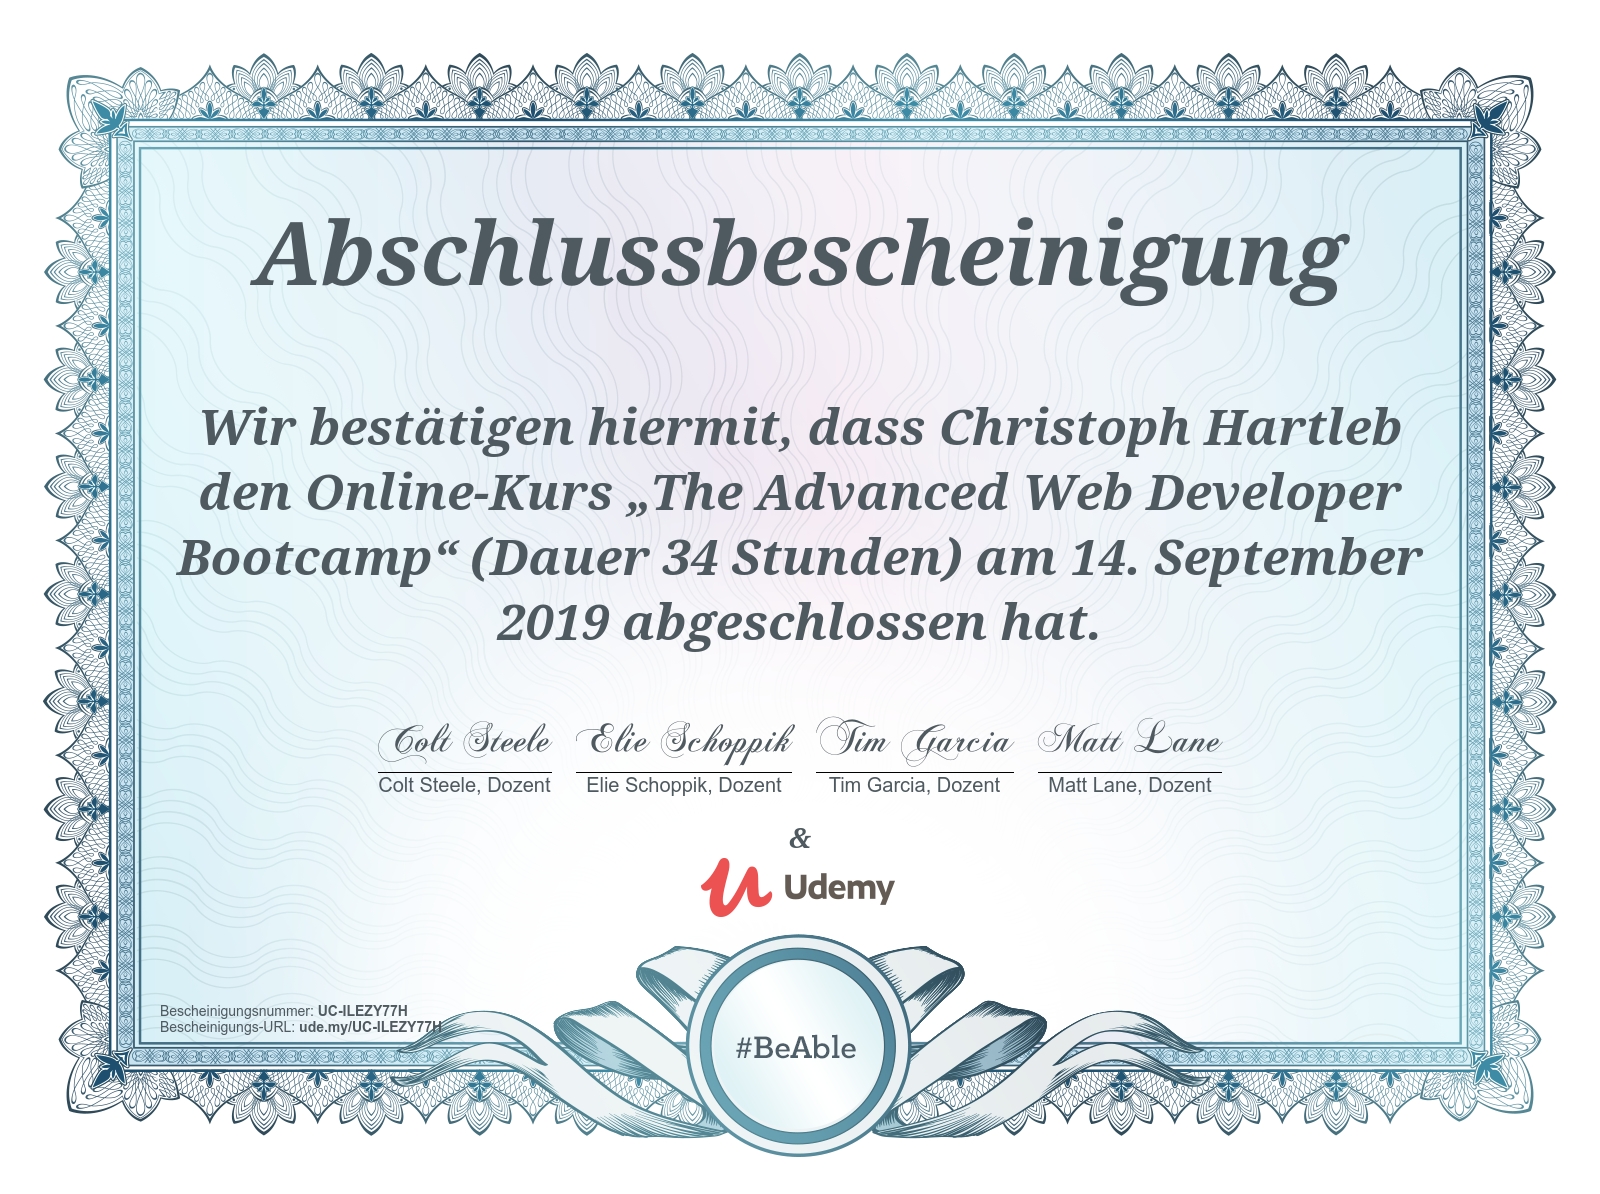 Abschlussbescheinigung
Wir bestätigen hiermit, dass Christoph Hartleb
den Online-Kurs „The Advanced Web Developer
Bootcamp“ (Dauer 34 Stunden) am 14. September
2019 abgeschlossen hat.
Colt Steele Elie Schoppik Tim Garcia Matt Lane
Colt Steele, Dozent Elie Schoppik, Dozent Tim Garcia, Dozent Matt Lane, Dozent
&
Udemy
Bescheinigungsnummer: UC-ILEZY77H
Bescheinigungs-URL: ude.my/UC-ILEZY77H
#BeAble